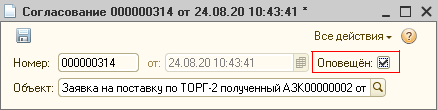 Согласование 000000314 от 24.08.20 10:43:41 *
Все действия
Номер: 000000314 от: 24.08.20 10:43:41 Оповещён:
Объект: Заявка на поставку по ТОРГ-2 полученный АЗК00000002 от